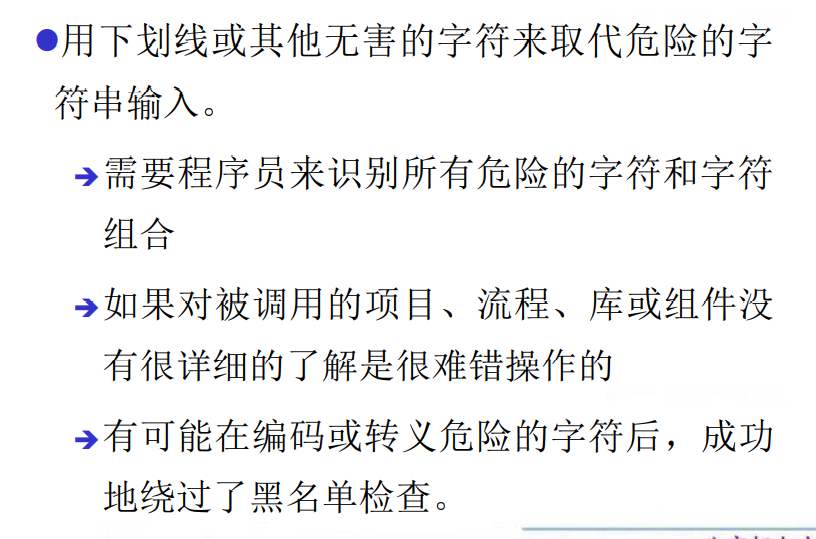 ●用下划线或其他无害的字符来取代危险的字
符串输入。
➔需要程序员来识别所有危险的字符和字符
组合
➔如果对被调用的项目、流程、库或组件没
有很详细的了解是很难错操作的
➔有可能在编码或转义危险的字符后，成功
地绕过了黑名单检查。